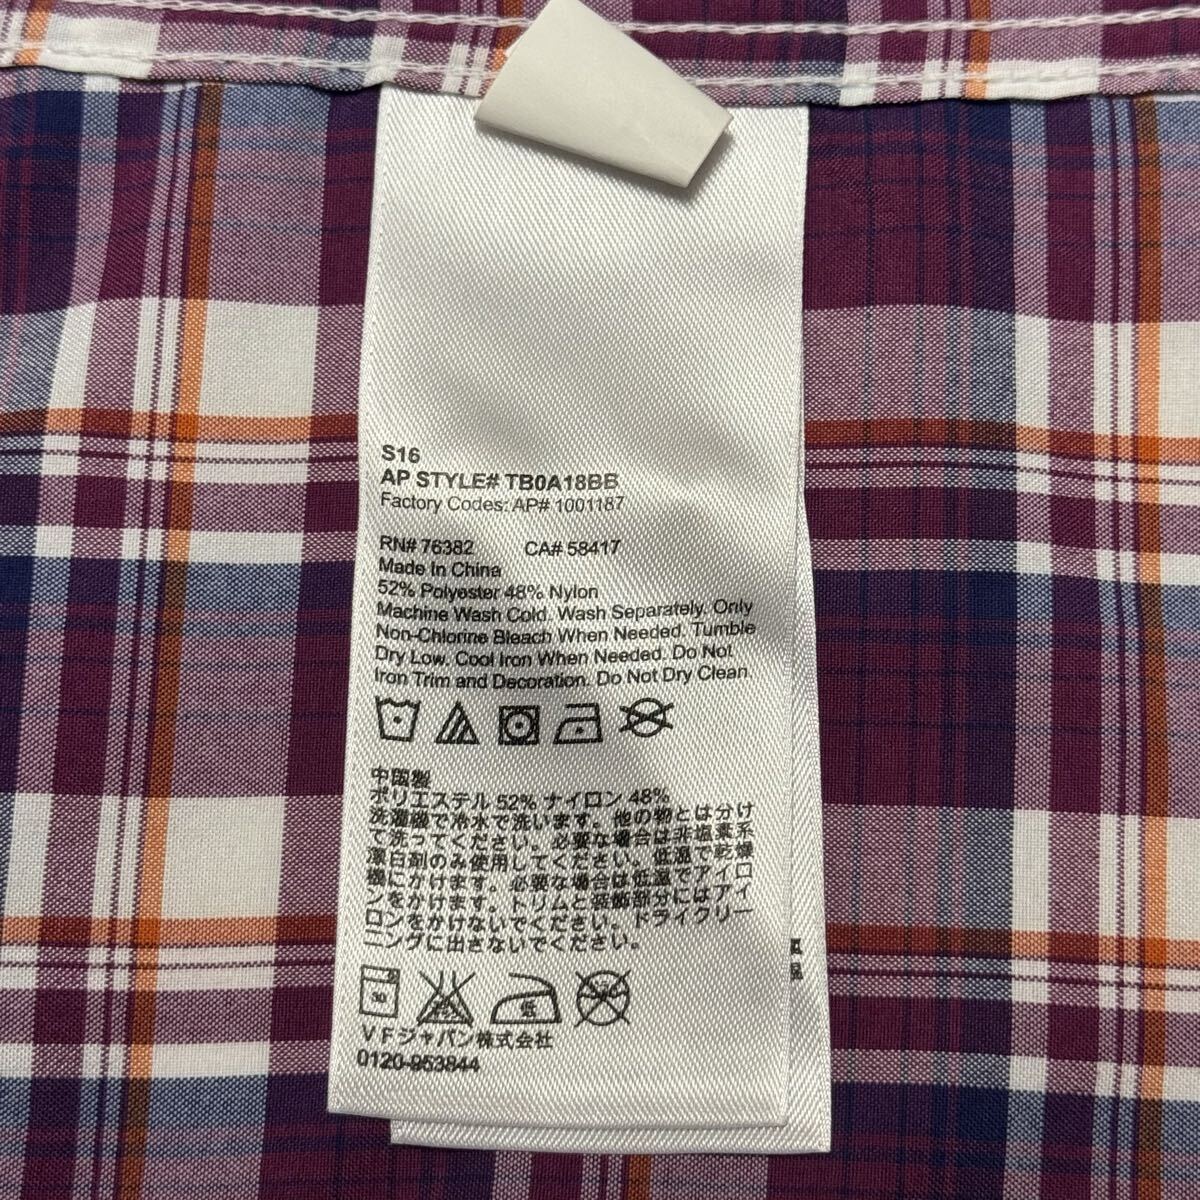 S16
AP STYLE# TB0A18BB
Factory Codes: AP# 1001187
RN# 76382 CA# 58417
Made In China
52% Polyester 48% Nylon
Machine Wash Cold. Wash Separately. Only
Non-Chlorine Bleach When Needed. Tumble
Dry Low. Cool Iron When Needed. Do Not
Iron Trim and Decoration. Do Not Dry Clean.
中国製
ポリエステル 52% ナイロン 48%
洗濯機で冷水で洗います。他の物とは分け
て洗ってください。必要な場合は非塩素系
漂白剤のみ使用してください。低温で乾燥
機にかけます。必要な場合は低温でアイロ
ンをかけます。トリムと装飾部分にはアイ
ロンをかけないでください。ドライクリー
ニングに出さないでください。
VFジャパン株式会社
0120-953844